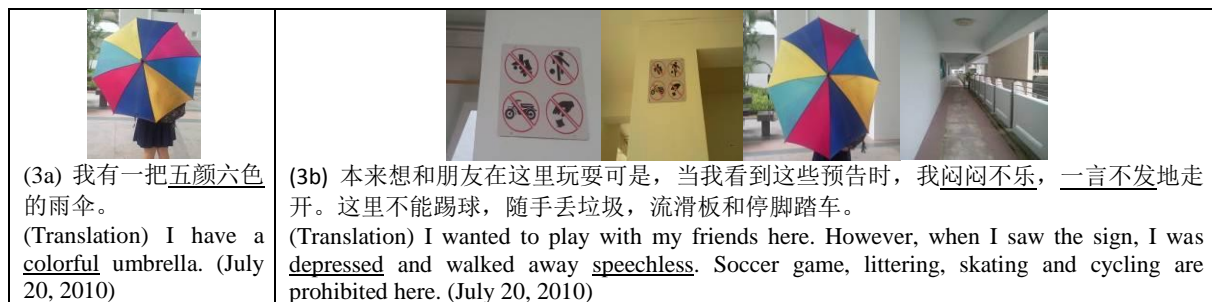 (3a) 我有一把五颜六色
的雨伞。
(Translation) I have a
colorful umbrella. (July
20, 2010)
(3b) 本来想和朋友在这里玩耍可是，当我看到这些预告时，我闷闷不乐，一言不发地走
开。这里不能踢球，随手丢垃圾，流滑板和停脚踏车。
(Translation) I wanted to play with my friends here. However, when I saw the sign, I was
depressed and walked away speechless. Soccer game, littering, skating and cycling are
prohibited here. (July 20, 2010)